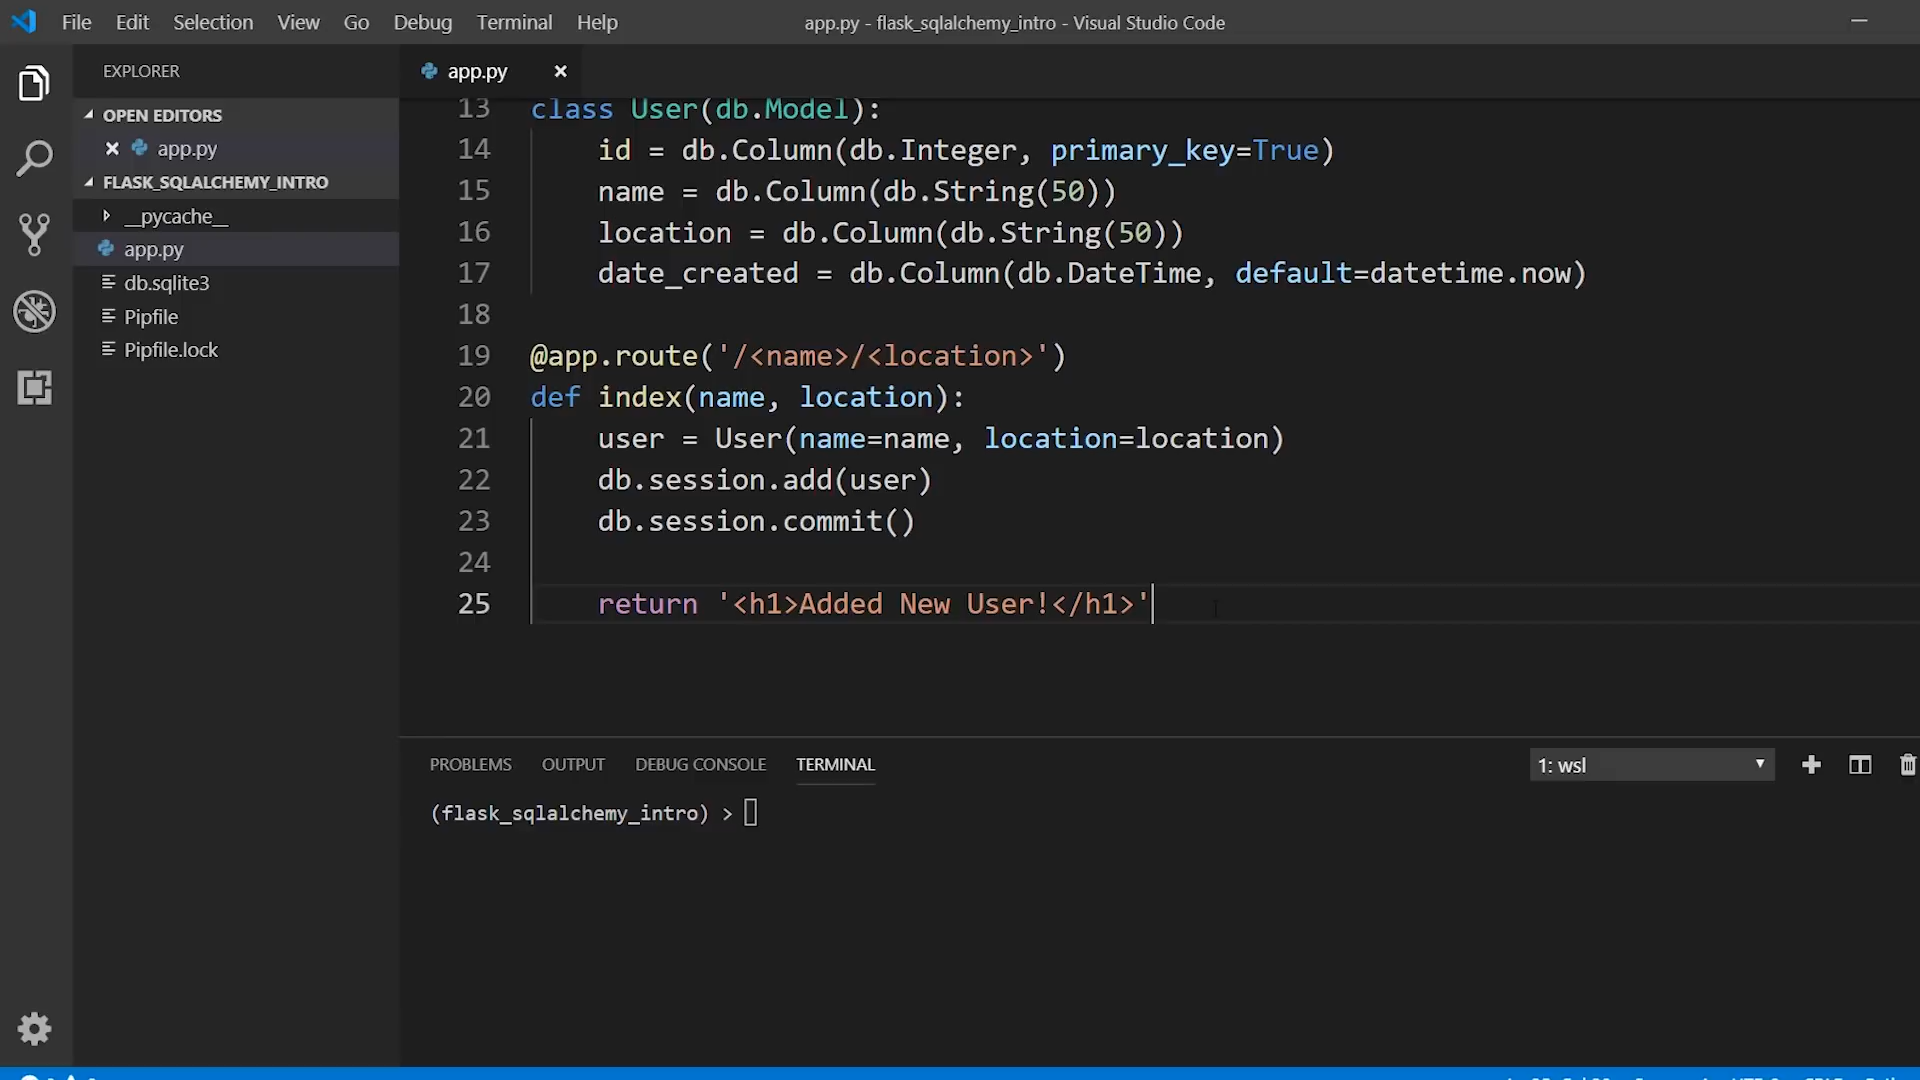 File Edit Selection View Go Debug Terminal Help
app.py - flask_sqlalchemy_intro - Visual Studio Code
EXPLORER
OPEN EDITORS
app.py
FLASK_SQLALCHEMY_INTRO
__pycache__
app.py
db.sqlite3
Pipfile
Pipfile.lock
app.py
13 class User(db.Model):
14     id = db.Column(db.Integer, primary_key=True)
15     name = db.Column(db.String(50))
16     location = db.Column(db.String(50))
17     date_created = db.Column(db.DateTime, default=datetime.now)
18
19 @app.route('/<name>/<location>')
20 def index(name, location):
21     user = User(name=name, location=location)
22     db.session.add(user)
23     db.session.commit()
24
25     return '<h1>Added New User!</h1>'
PROBLEMS OUTPUT DEBUG CONSOLE TERMINAL
1: wsl
(flask_sqlalchemy_intro) >